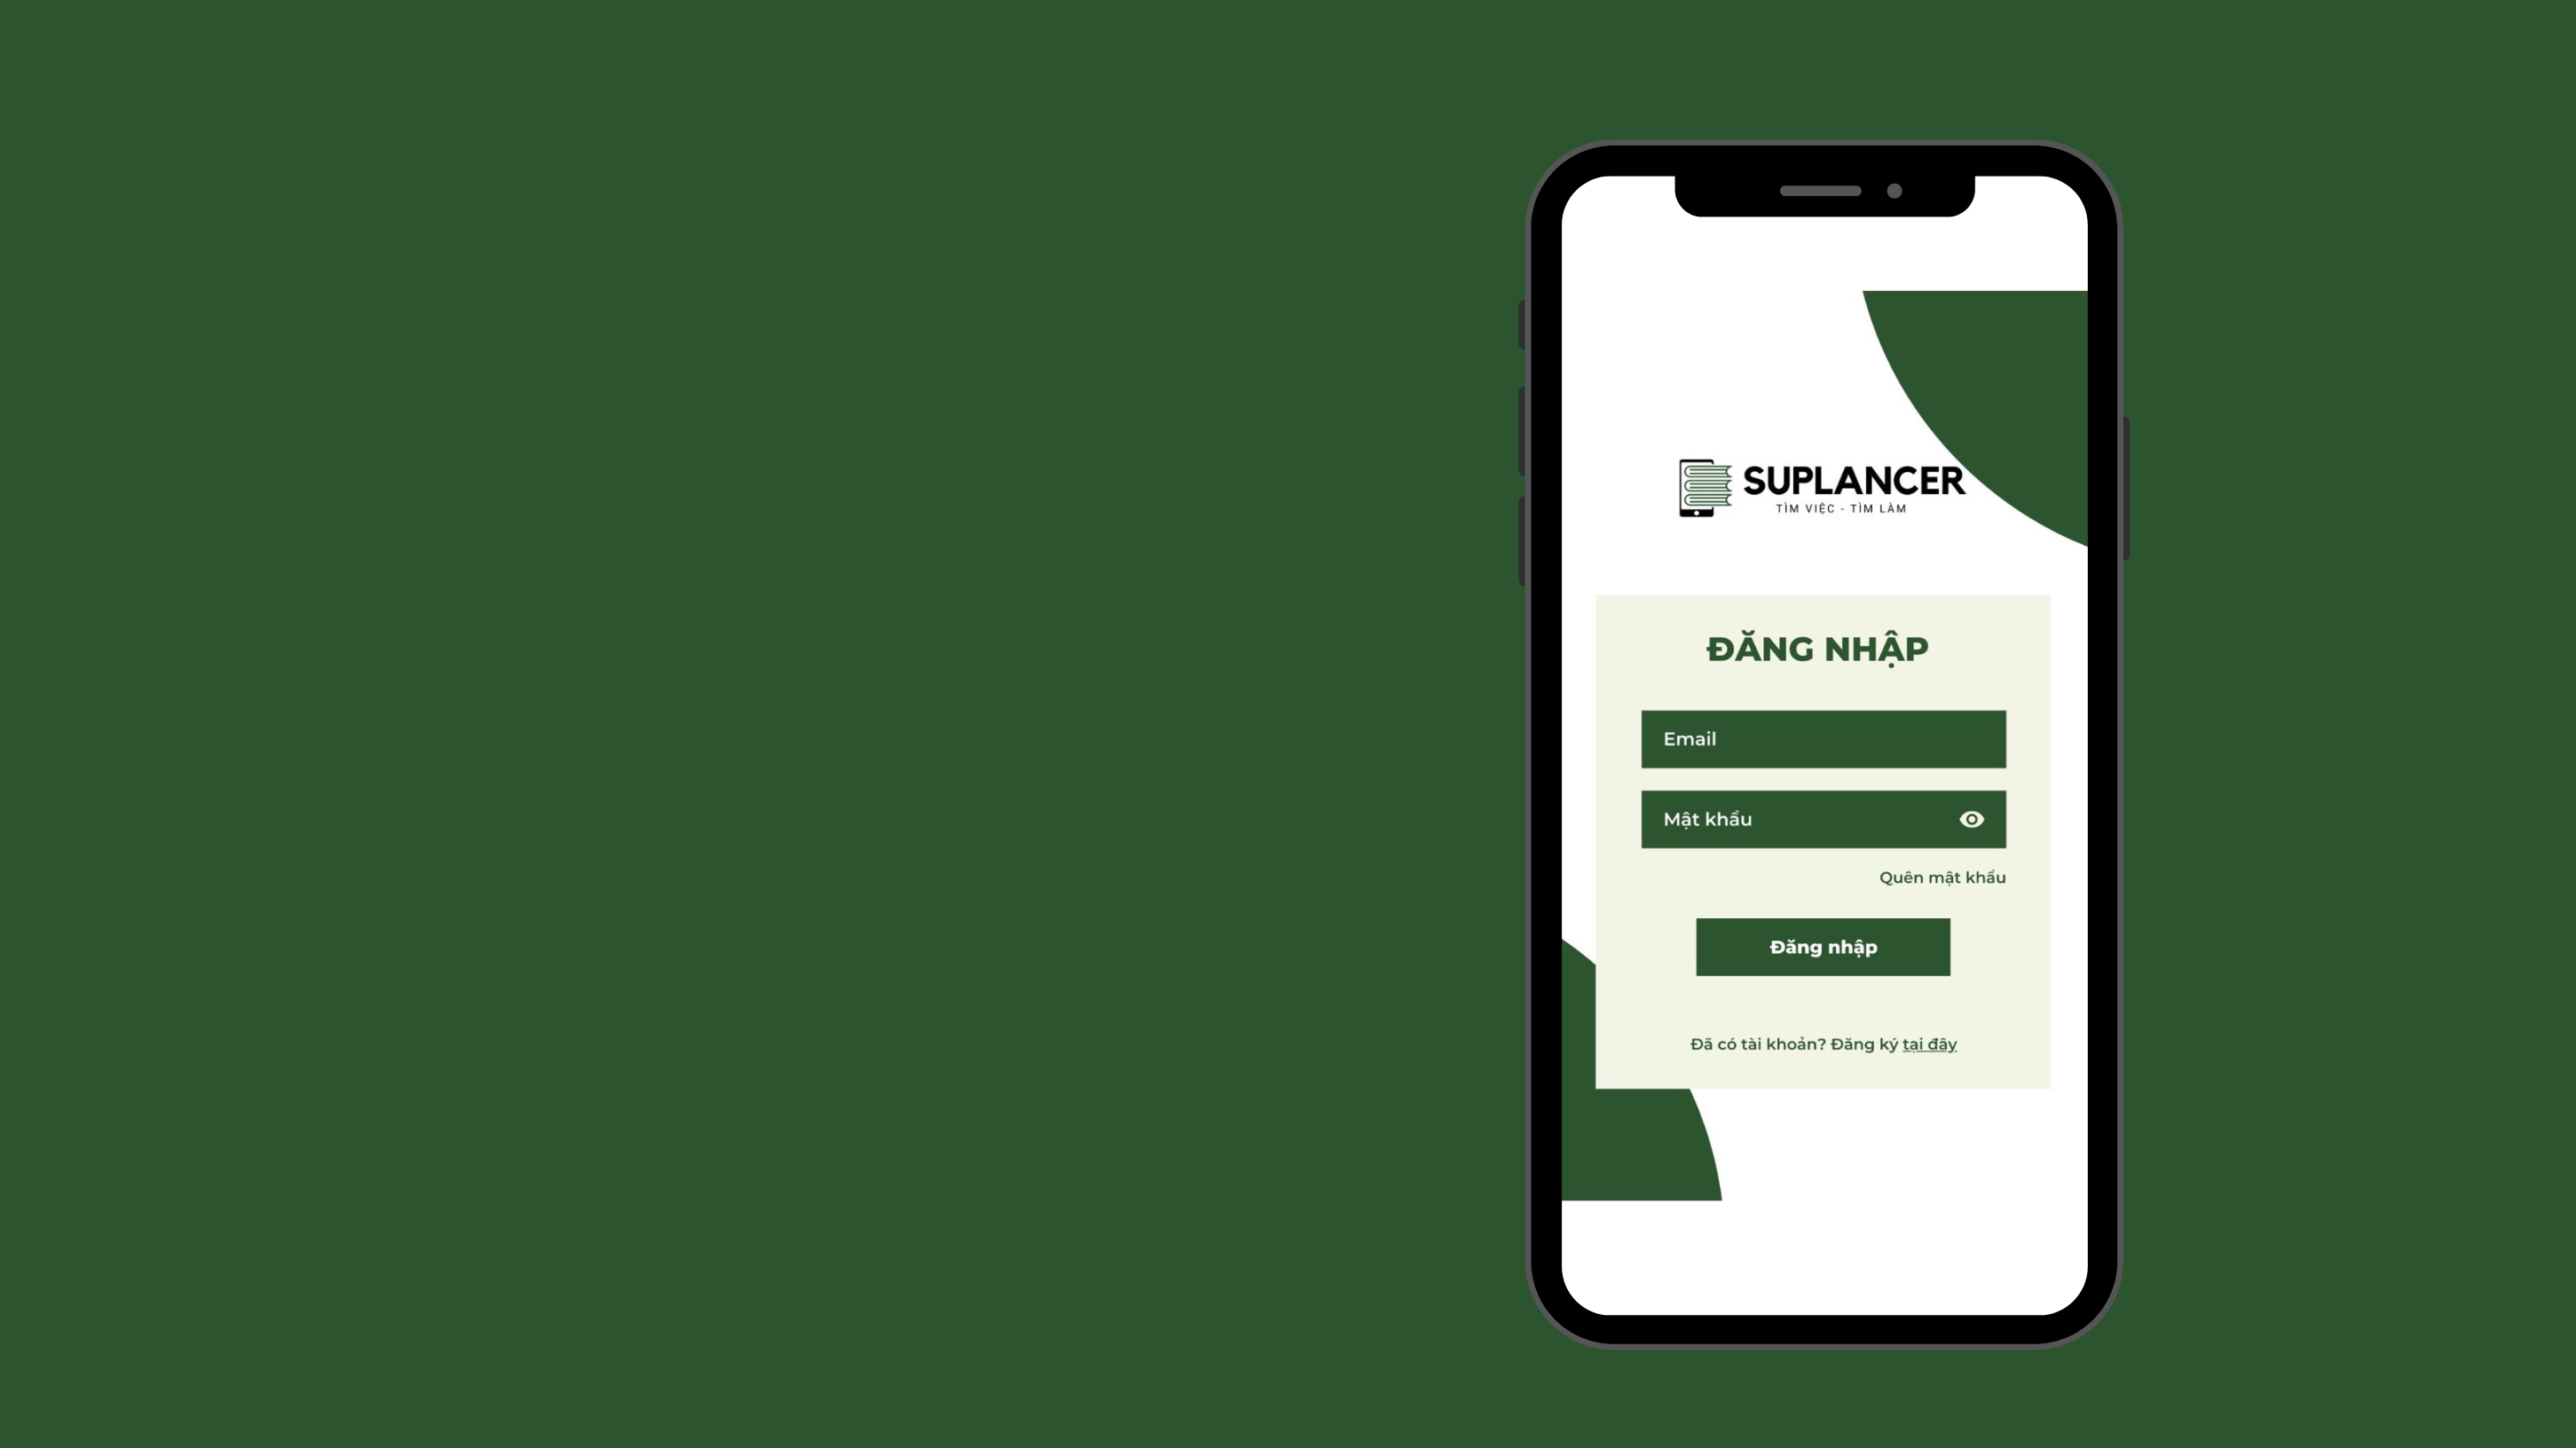 SUPLANCER
TÌM VIỆC - TÌM LÀM
ĐĂNG NHẬP
Email
Mật khẩu
Quên mật khẩu
Đăng nhập
Đã có tài khoản? Đăng ký tại đây